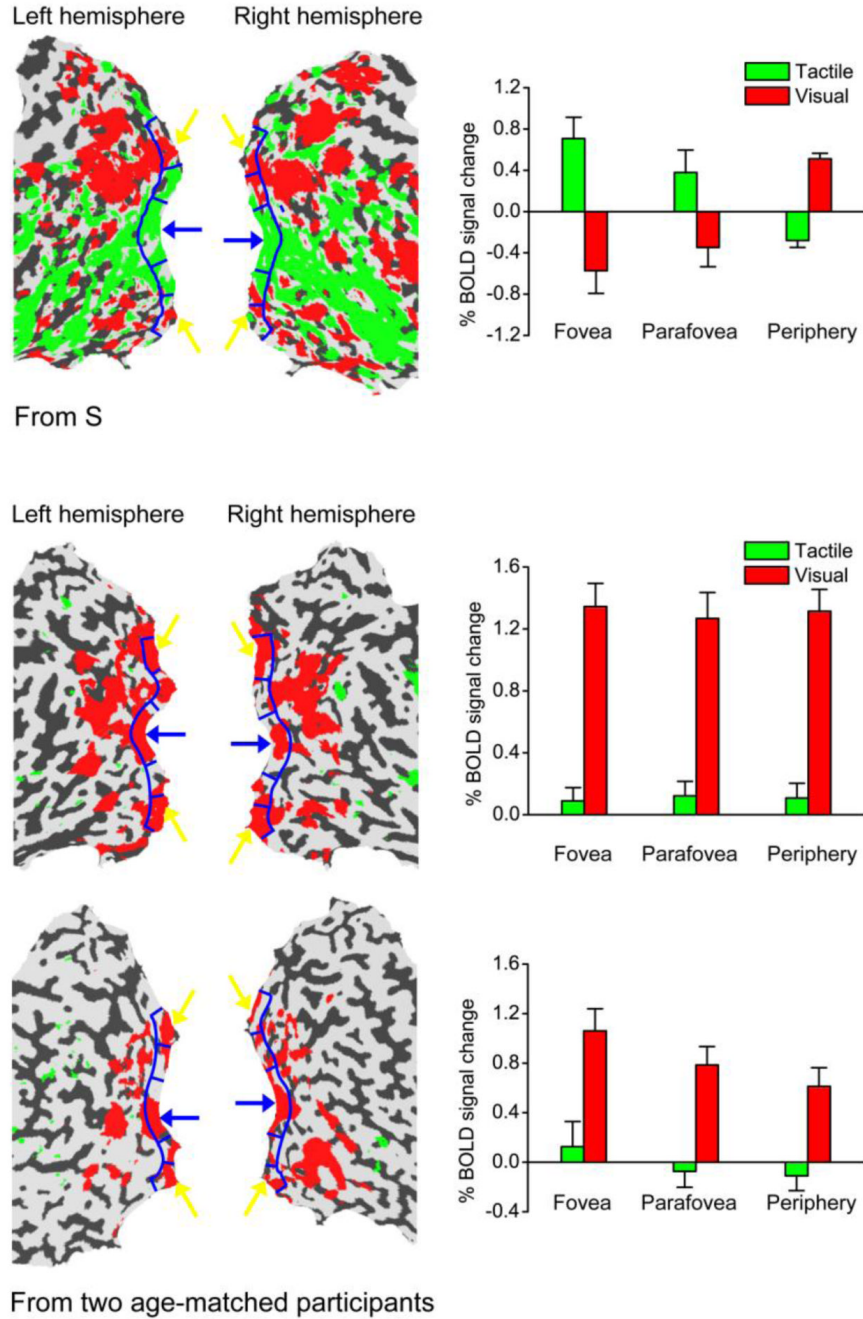 Left hemisphere
Right hemisphere
Tactile
Visual
% BOLD signal change
1.2
0.8
0.4
0.0
-0.4
-0.8
-1.2
Fovea
Parafovea
Periphery
From S
Left hemisphere
Right hemisphere
Tactile
Visual
% BOLD signal change
1.6
1.2
0.8
0.4
0.0
Fovea
Parafovea
Periphery
% BOLD signal change
1.6
1.2
0.8
0.4
0.0
-0.4
Fovea
Parafovea
Periphery
From two age-matched participants